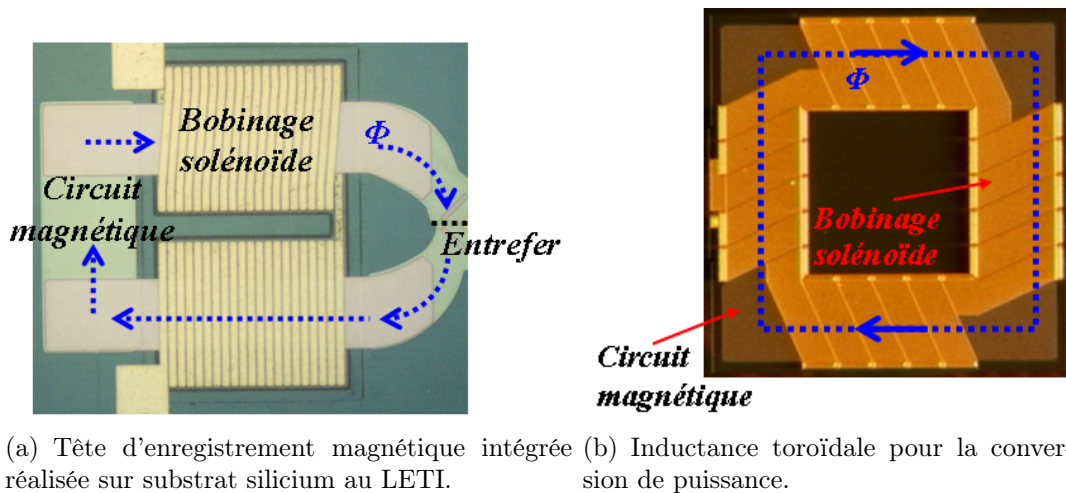 Bobinage
solénoïde
Φ
Circuit
magnétique
Entrefer
Φ
Bobinage
solénoïde
Circuit
magnétique
(a) Tête d'enregistrement magnétique intégrée
réalisée sur substrat silicium au LETI.
(b) Inductance toroïdale pour la conver-
sion de puissance.